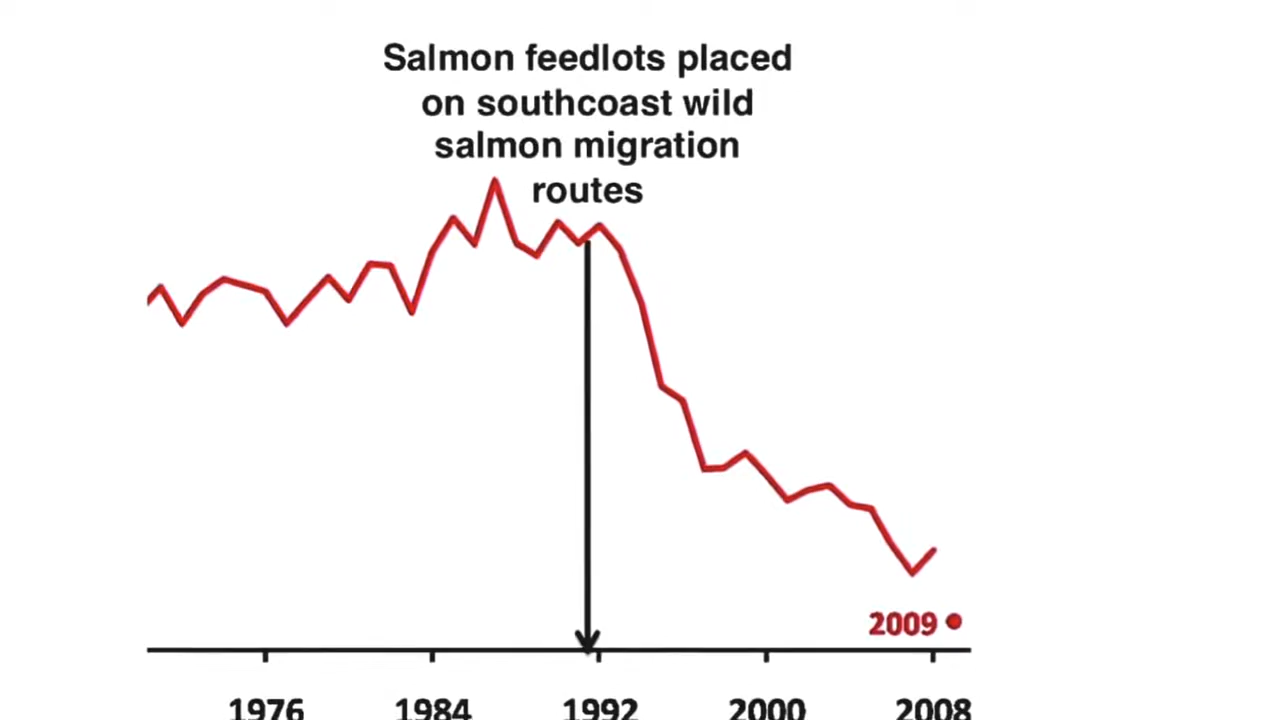 Salmon feedlots placed
on southcoast wild
salmon migration
routes
2009
1976 1984 1992 2000 2008